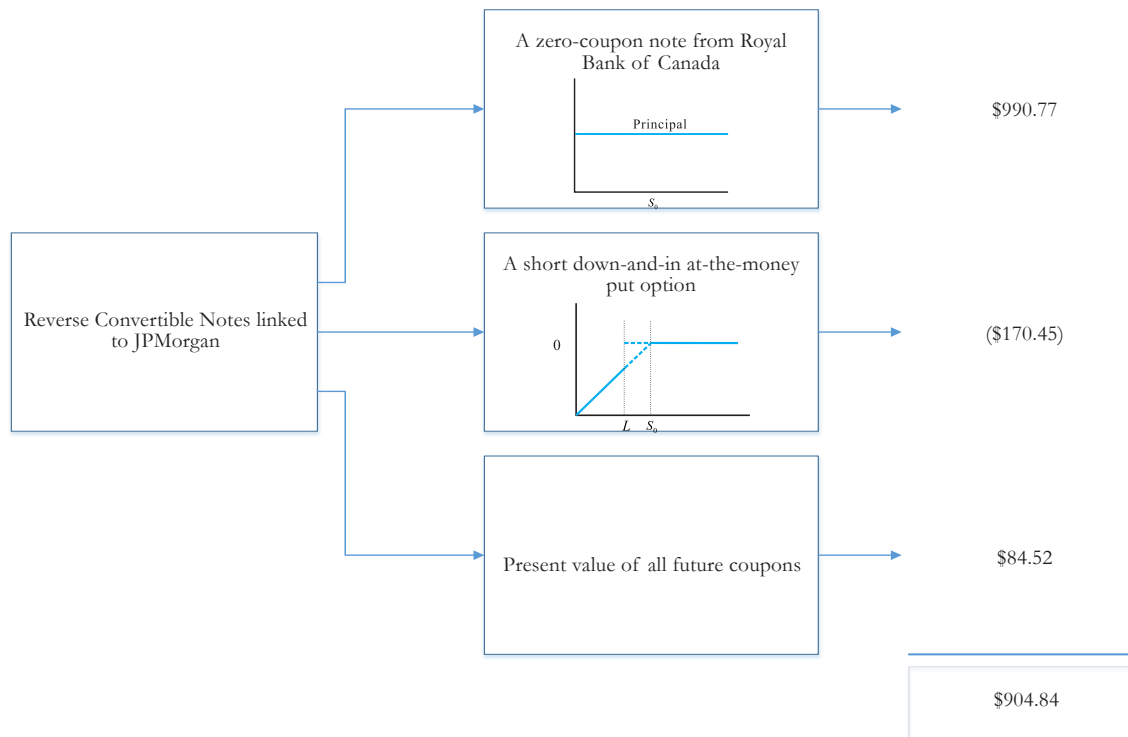 A zero-coupon note from Royal
Bank of Canada
Principal
S₀
$990.77
Reverse Convertible Notes linked
to JPMorgan
A short down-and-in at-the-money
put option
0
L S₀
($170.45)
Present value of all future coupons
$84.52
$904.84